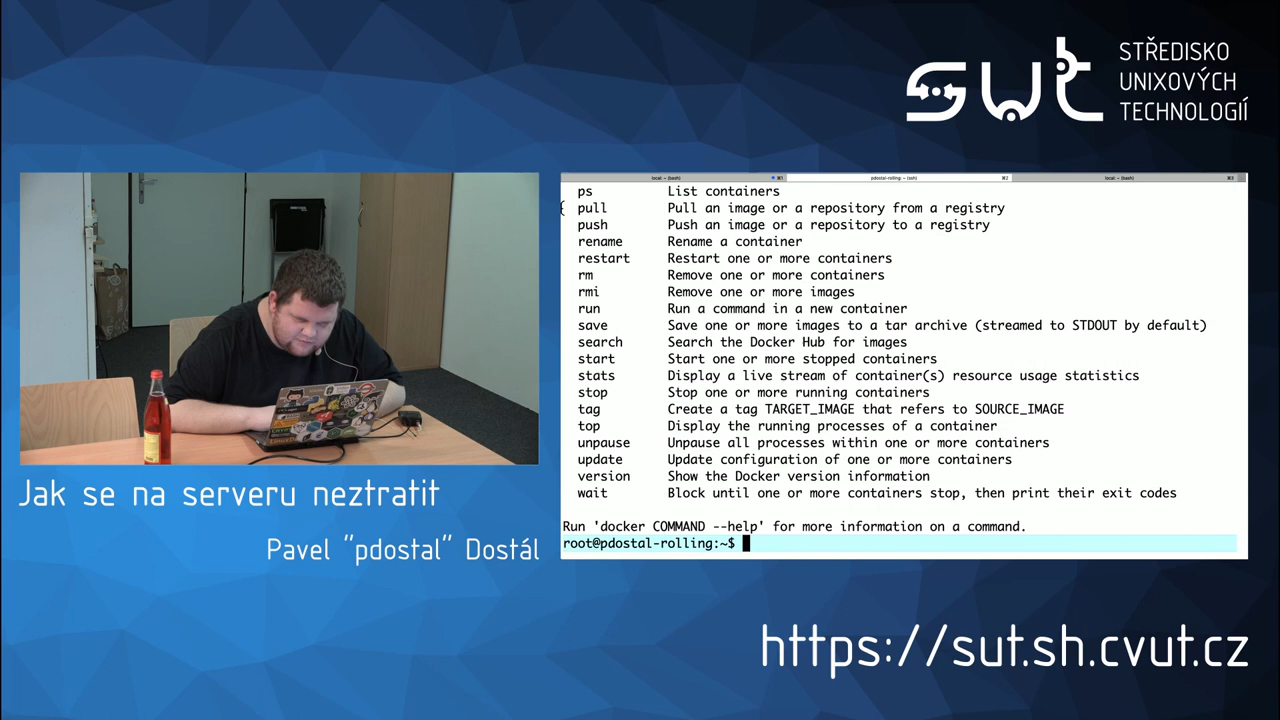 sut
STŘEDISKO
UNIXOVÝCH
TECHNOLOGIÍ
local: ~ (bash)
pdostal-rolling: ~ (ssh)
local: ~ (bash)
ps List containers
pull Pull an image or a repository from a registry
push Push an image or a repository to a registry
rename Rename a container
restart Restart one or more containers
rm Remove one or more containers
rmi Remove one or more images
run Run a command in a new container
save Save one or more images to a tar archive (streamed to STDOUT by default)
search Search the Docker Hub for images
start Start one or more stopped containers
stats Display a live stream of container(s) resource usage statistics
stop Stop one or more running containers
tag Create a tag TARGET_IMAGE that refers to SOURCE_IMAGE
top Display the running processes of a container
unpause Unpause all processes within one or more containers
update Update configuration of one or more containers
version Show the Docker version information
wait Block until one or more containers stop, then print their exit codes
Run 'docker COMMAND --help' for more information on a command.
root@pdostal-rolling:~$
Jak se na serveru neztratit
Pavel “pdostal” Dostál
https://sut.sh.cvut.cz